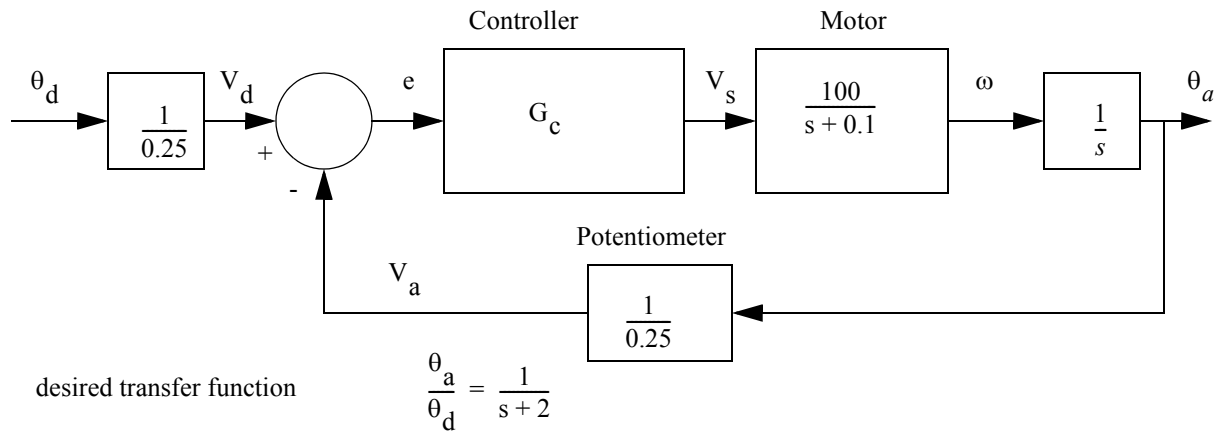 Controller
Motor
θd
1/0.25
Vd
+
-
e
Gc
Vs
100/(s + 0.1)
ω
1/s
θa
Potentiometer
Va
1/0.25
desired transfer function
θa/θd = 1/(s + 2)